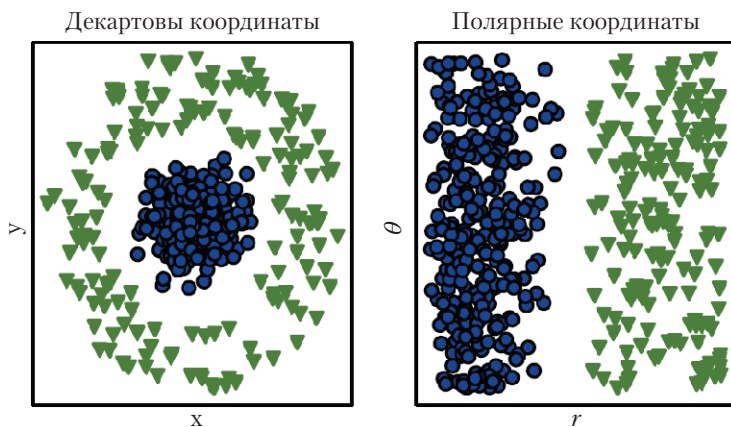 Декартовы координаты
Полярные координаты
y
x
θ
r